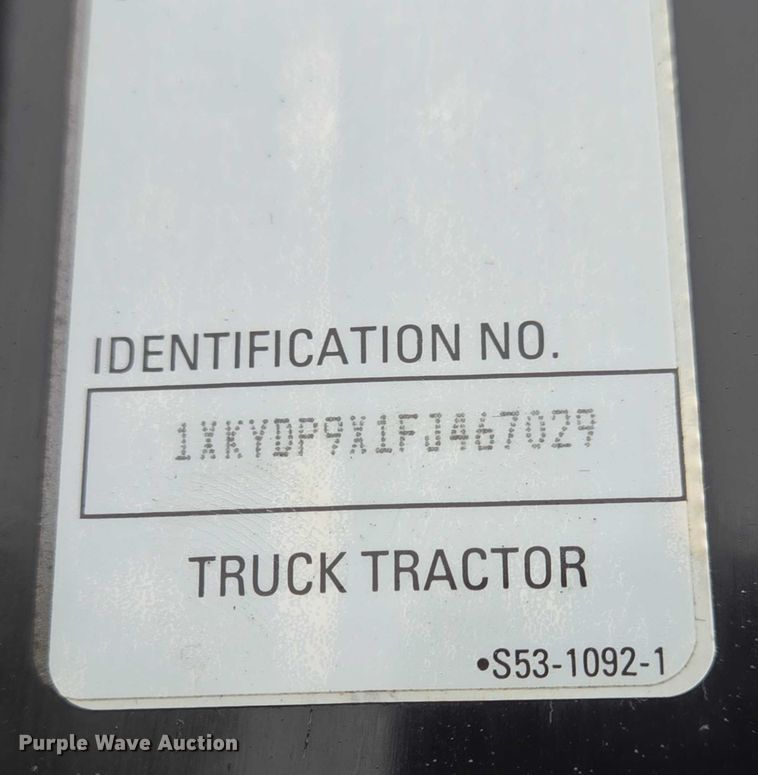 IDENTIFICATION NO.
1XKYDP9X1FJ467029
TRUCK TRACTOR
•S53-1092-1
Purple Wave Auction